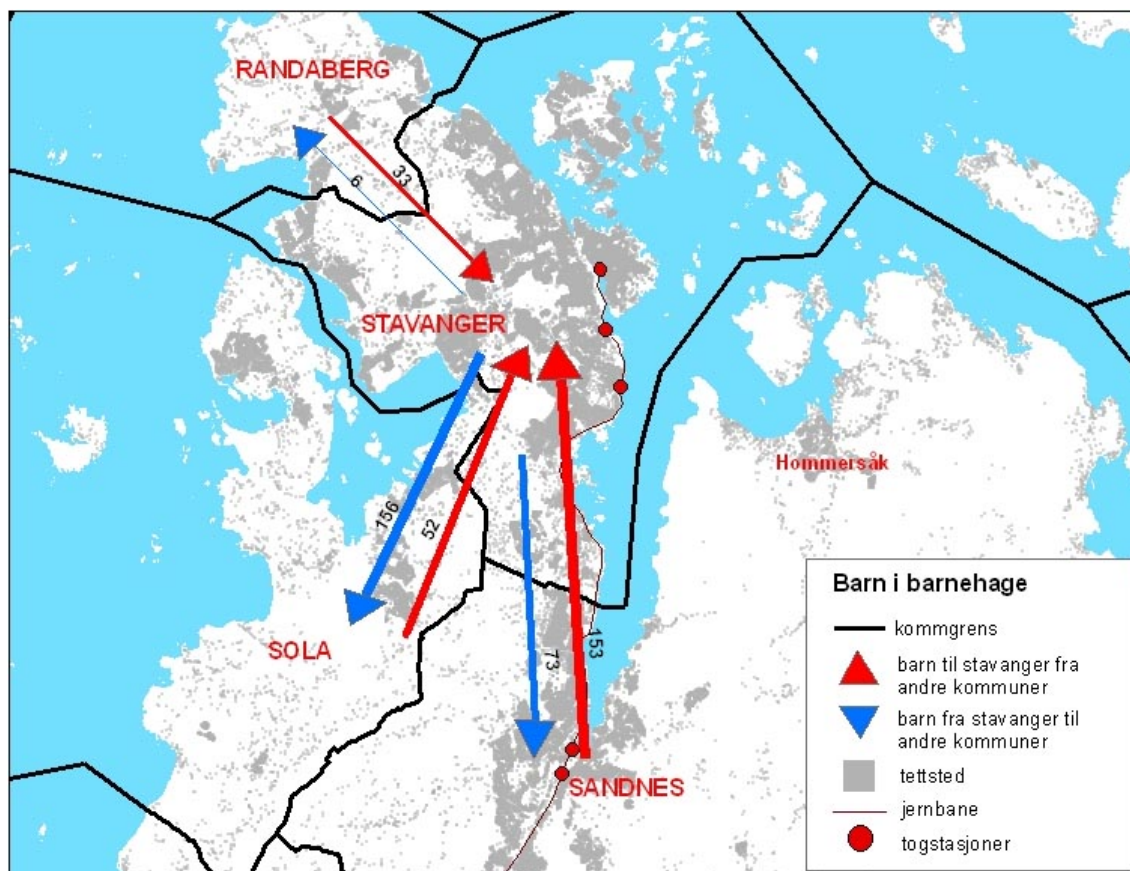 RANDABERG
33
6
STAVANGER
Hommersåk
156
52
SOLA
73
153
SANDNES
Barn i barnehage
kommgrens
barn til stavanger fra
andre kommuner
barn fra stavanger til
andre kommuner
tettsted
jernbane
togstasjoner